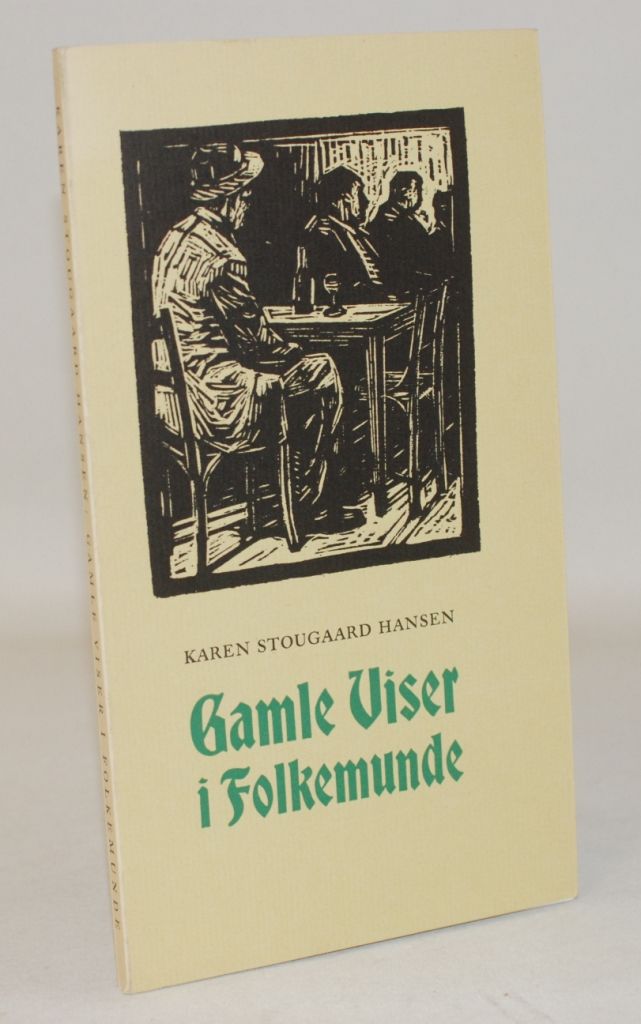 KAREN STOUGAARD HANSEN
Gamle Viser
i Folkemunde
KAREN STOUGAARD HANSEN: GAMLE VISER I FOLKEMUNDE